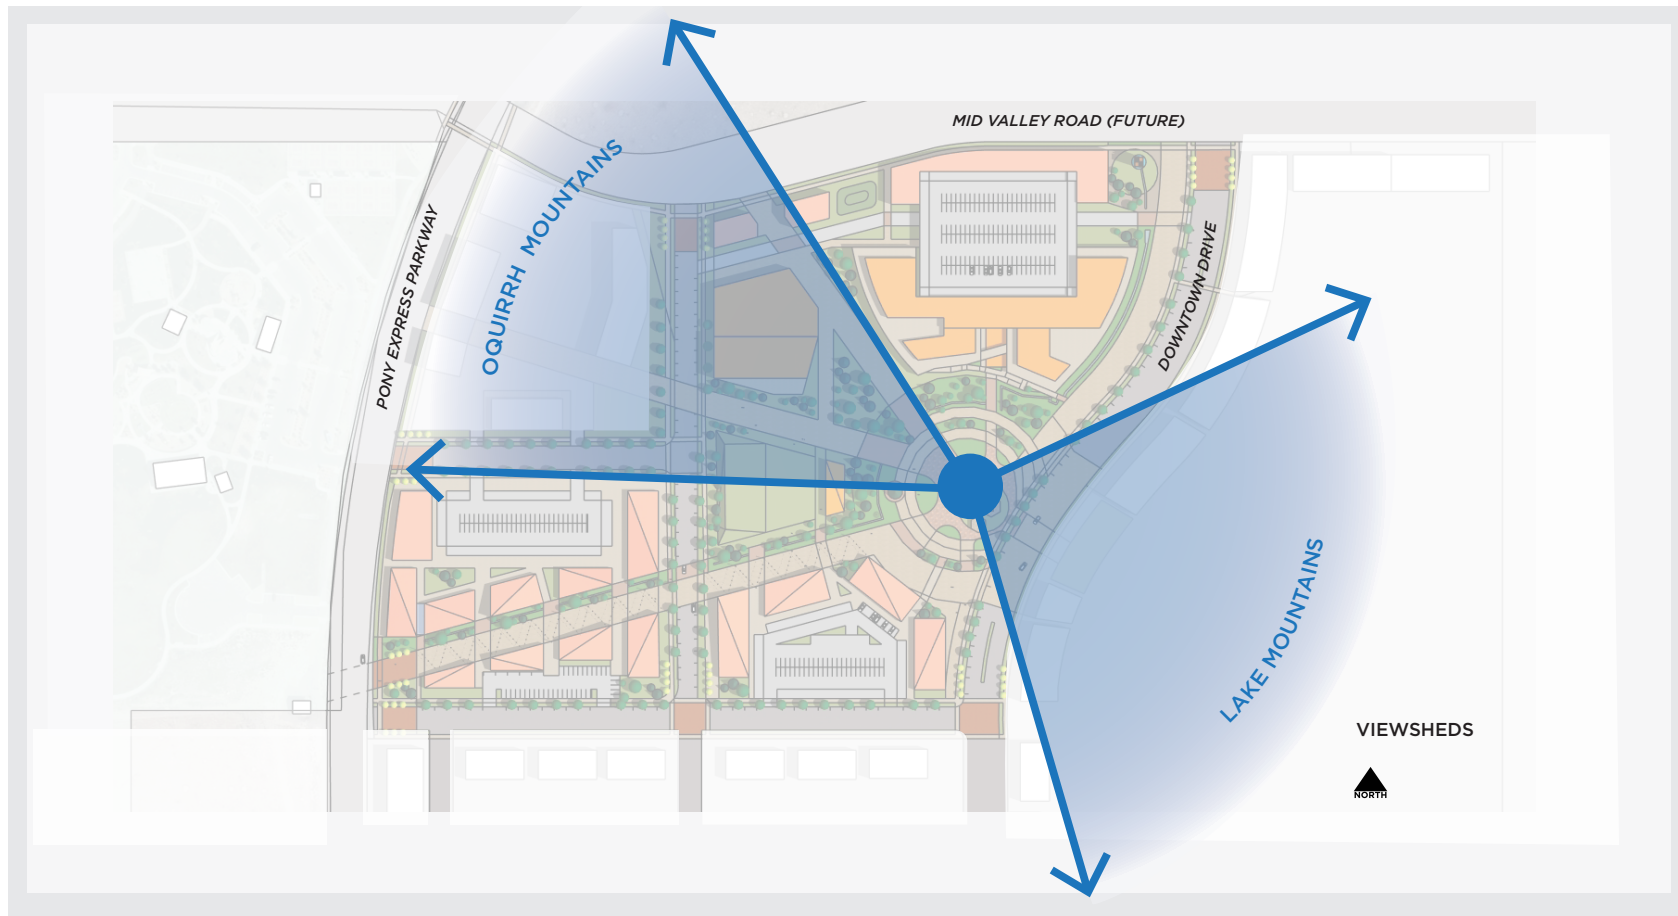 MID VALLEY ROAD (FUTURE)
OQUIRRH MOUNTAINS
PONY EXPRESS PARKWAY
DOWNTOWN DRIVE
LAKE MOUNTAINS
VIEWSHEDS
NORTH